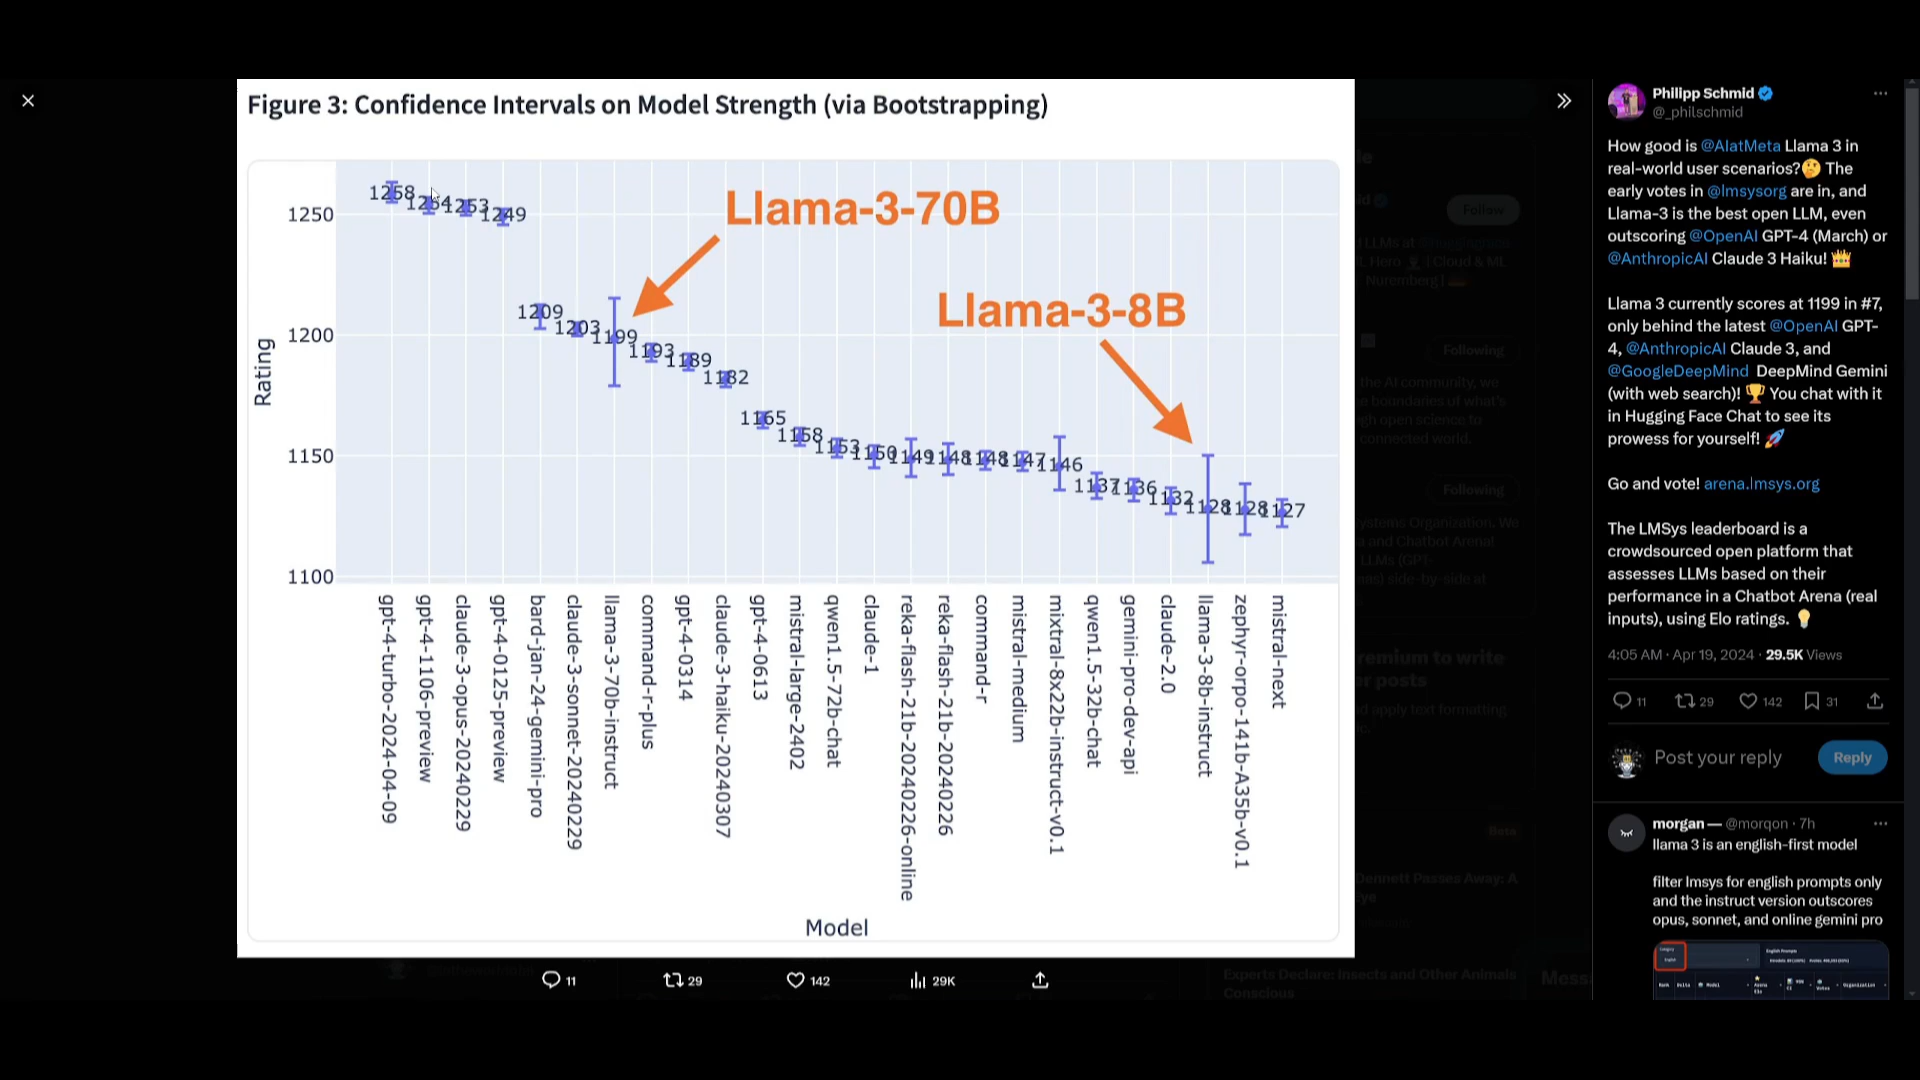 Figure 3: Confidence Intervals on Model Strength (via Bootstrapping)
Llama-3-70B
Llama-3-8B
Rating
1250
1200
1150
1100
1258
1254
1253
1249
1209
1203
1199
1193
1189
1182
1165
1158
1153
1150
1149
1148
1148
1147
1146
1137
1136
1132
1128
1128
1127
gpt-4-turbo-2024-04-09
gpt-4-1106-preview
claude-3-opus-20240229
gpt-4-0125-preview
bard-jan-24-gemini-pro
claude-3-sonnet-20240229
llama-3-70b-instruct
command-r-plus
gpt-4-0314
claude-3-haiku-20240307
gpt-4-0613
mistral-large-2402
qwen1.5-72b-chat
claude-1
reka-flash-21b-20240226-online
reka-flash-21b-20240226
command-r
mistral-medium
mixtral-8x22b-instruct-v0.1
qwen1.5-32b-chat
gemini-pro-dev-api
claude-2.0
llama-3-8b-instruct
zephyr-orpo-141b-A35b-v0.1
mistral-next
Model
11
29
142
29K
Follow
Following
Following
Experts Declare: Insects and Other Animals
Conscious
Philipp Schmid
@_philschmid
How good is @AIatMeta Llama 3 in
real-world user scenarios?🤔 The
early votes in @lmsysorg are in, and
Llama-3 is the best open LLM, even
outscoring @OpenAI GPT-4 (March) or
@AnthropicAI Claude 3 Haiku! 👑
Llama 3 currently scores at 1199 in #7,
only behind the latest @OpenAI GPT-
4, @AnthropicAI Claude 3, and
@GoogleDeepMind DeepMind Gemini
(with web search)! 🏆 You chat with it
in Hugging Face Chat to see its
prowess for yourself! 🚀
Go and vote! arena.lmsys.org
The LMSys leaderboard is a
crowdsourced open platform that
assesses LLMs based on their
performance in a Chatbot Arena (real
inputs), using Elo ratings. 💡
4:05 AM · Apr 19, 2024 · 29.5K Views
11
29
142
31
Post your reply
Reply
morgan — @morqon · 7h
llama 3 is an english-first model
filter lmsys for english prompts only
and the instruct version outscores
opus, sonnet, and online gemini pro